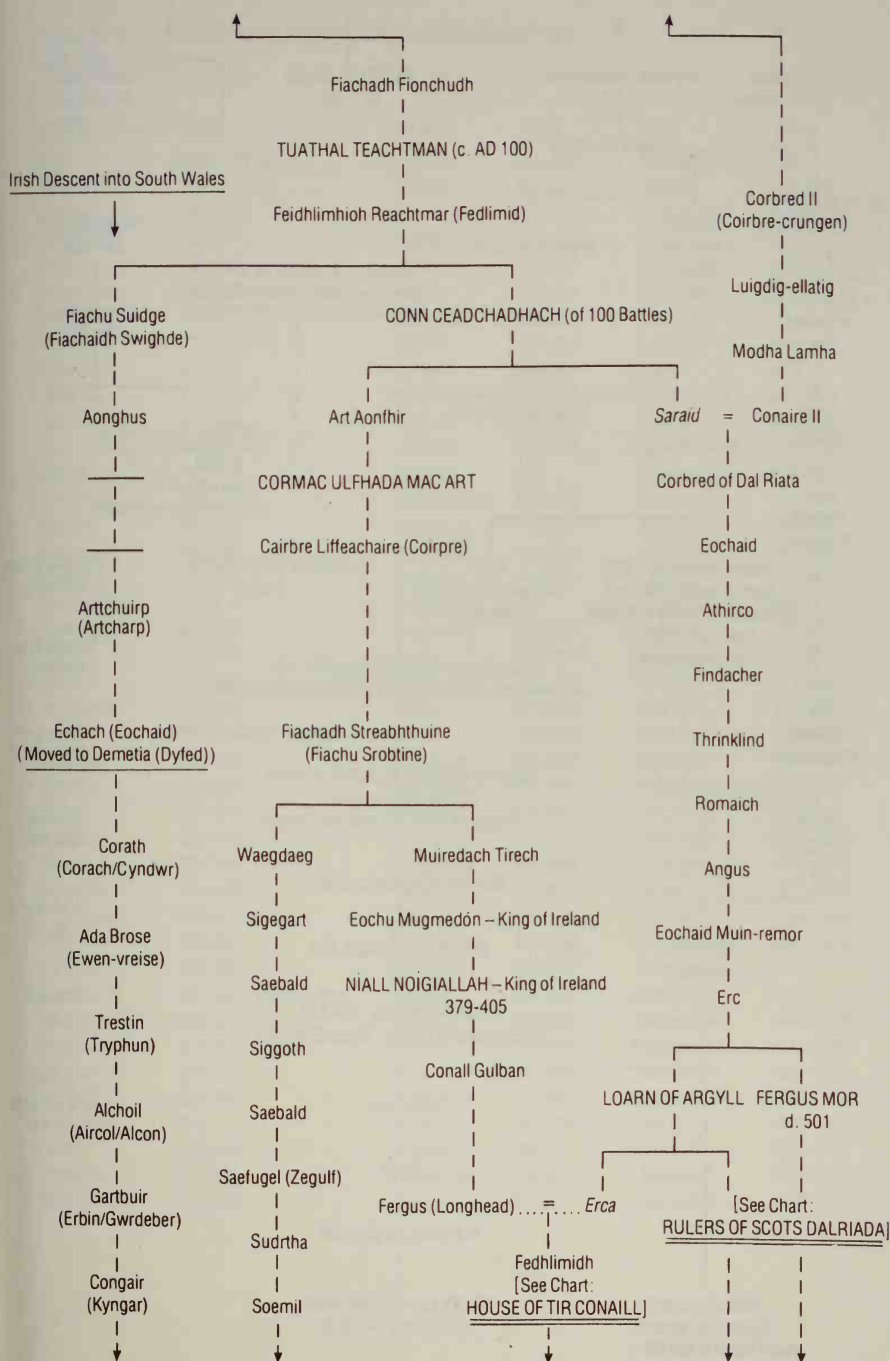 Fiachadh Fionchudh
TUATHAL TEACHTMAN (c. AD 100)
Irish Descent into South Wales
Feidhlimhioh Reachtmar (Fedlimid)
Corbred II
(Coirbre-crungen)
Luigdig-ellatig
Modha Lamha
Fiachu Suidge
(Fiachaidh Swighde)
CONN CEADCHADHACH (of 100 Battles)
Aonghus
Art Aonfhir
Saraid = Conaire II
CORMAC ULFHADA MAC ART
Corbred of Dal Riata
Cairbre Liffeachaire (Coirpre)
Eochaid
Arttchuirp
(Artcharp)
Athirco
Findacher
Echach (Eochaid)
(Moved to Demetia (Dyfed))
Fiachadh Streabhthuine
(Fiachu Srobtine)
Thrinklind
Romaich
Corath
(Corach/Cyndwr)
Waegdaeg
Muiredach Tirech
Angus
Ada Brose
(Ewen-vreise)
Sigegart
Eochu Mugmedón – King of Ireland
Eochaid Muin-remor
Saebald
NIALL NOIGIALLAH – King of Ireland
379-405
Erc
Trestin
(Tryphun)
Siggoth
Conall Gulban
LOARN OF ARGYLL
FERGUS MOR
d. 501
Alchoil
(Aircol/Alcon)
Saebald
Saefugel (Zegulf)
Gartbuir
(Erbin/Gwrdeber)
Fergus (Longhead) .... = .... Erca
[See Chart:
RULERS OF SCOTS DALRIADA]
Sudrtha
Fedhlimidh
[See Chart:
HOUSE OF TIR CONAILL]
Congair
(Kyngar)
Soemil